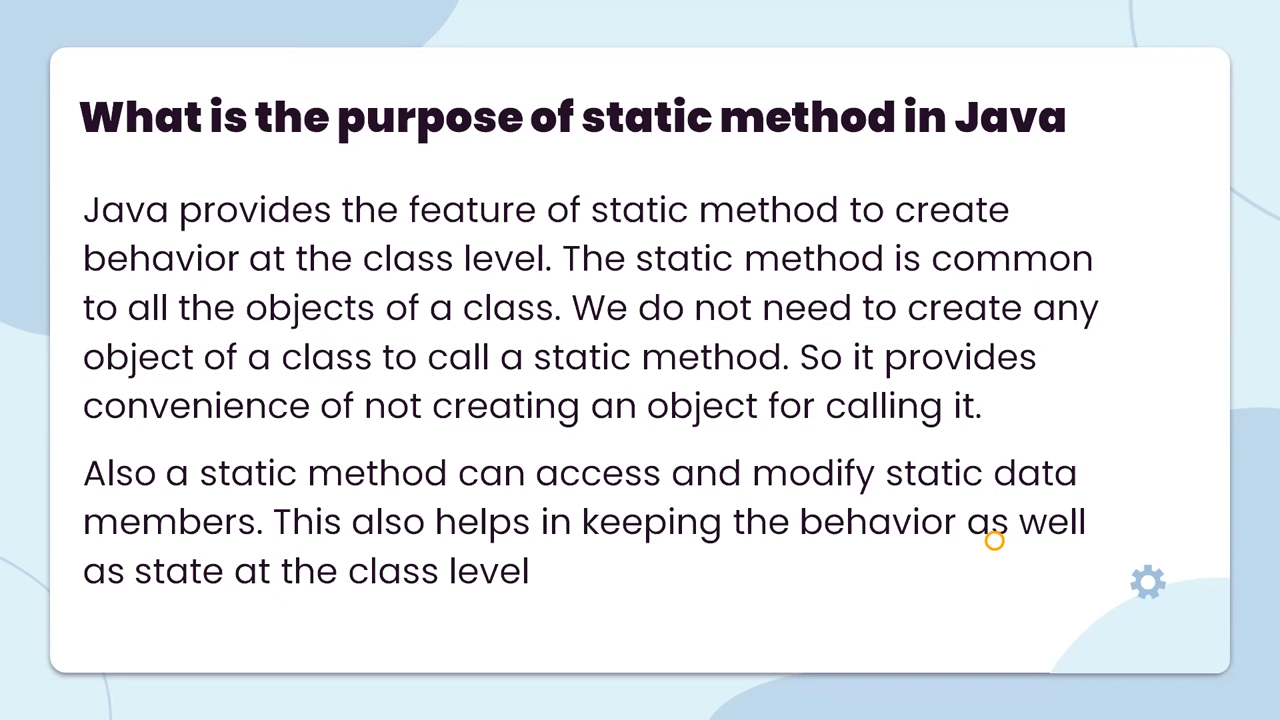 What is the purpose of static method in Java
Java provides the feature of static method to create
behavior at the class level. The static method is common
to all the objects of a class. We do not need to create any
object of a class to call a static method. So it provides
convenience of not creating an object for calling it.
Also a static method can access and modify static data
members. This also helps in keeping the behavior as well
as state at the class level